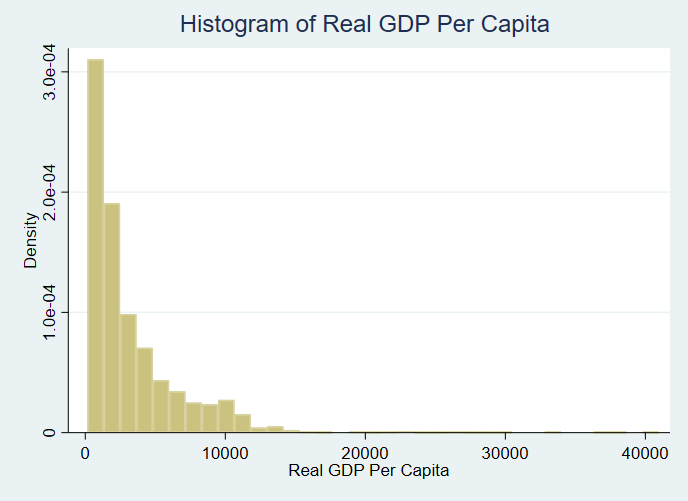 Histogram of Real GDP Per Capita
3.0e-04
2.0e-04
1.0e-04
0
Density
0 10000 20000 30000 40000
Real GDP Per Capita